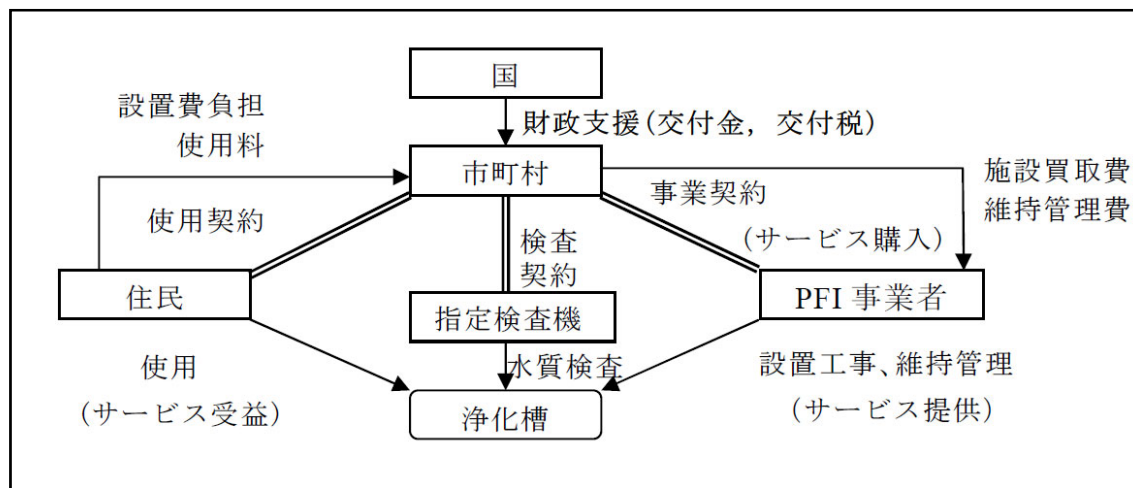 国
設置費負担
使用料
財政支援(交付金，交付税)
市町村
施設買取費
維持管理費
使用契約
事業契約
(サービス購入)
検査
契約
住民
指定検査機
PFI 事業者
使用
(サービス受益)
水質検査
設置工事、維持管理
(サービス提供)
浄化槽